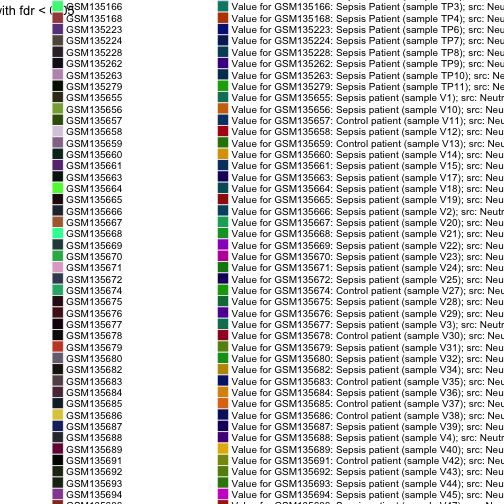 with fdr <
GSM135166 Value for GSM135166: Sepsis Patient (sample TP3); src: Neu
GSM135168 Value for GSM135168: Sepsis Patient (sample TP4); src: Neu
GSM135223 Value for GSM135223: Sepsis Patient (sample TP6); src: Neu
GSM135224 Value for GSM135224: Sepsis Patient (sample TP7); src: Neu
GSM135228 Value for GSM135228: Sepsis Patient (sample TP8); src: Neu
GSM135262 Value for GSM135262: Sepsis Patient (sample TP9); src: Neu
GSM135263 Value for GSM135263: Sepsis Patient (sample TP10); src: Neu
GSM135279 Value for GSM135279: Sepsis Patient (sample TP11); src: Neu
GSM135655 Value for GSM135655: Sepsis patient (sample V1); src: Neutr
GSM135656 Value for GSM135656: Sepsis patient (sample V10); src: Neu
GSM135657 Value for GSM135657: Control patient (sample V11); src: Neu
GSM135658 Value for GSM135658: Sepsis patient (sample V12); src: Neu
GSM135659 Value for GSM135659: Control patient (sample V13); src: Neu
GSM135660 Value for GSM135660: Sepsis patient (sample V14); src: Neu
GSM135661 Value for GSM135661: Sepsis patient (sample V15); src: Neu
GSM135663 Value for GSM135663: Sepsis patient (sample V17); src: Neu
GSM135664 Value for GSM135664: Sepsis patient (sample V18); src: Neu
GSM135665 Value for GSM135665: Sepsis patient (sample V19); src: Neu
GSM135666 Value for GSM135666: Sepsis patient (sample V2); src: Neutr
GSM135667 Value for GSM135667: Sepsis patient (sample V20); src: Neu
GSM135668 Value for GSM135668: Sepsis patient (sample V21); src: Neu
GSM135669 Value for GSM135669: Sepsis patient (sample V22); src: Neu
GSM135670 Value for GSM135670: Sepsis patient (sample V23); src: Neu
GSM135671 Value for GSM135671: Sepsis patient (sample V24); src: Neu
GSM135672 Value for GSM135672: Sepsis patient (sample V25); src: Neu
GSM135674 Value for GSM135674: Control patient (sample V27); src: Neu
GSM135675 Value for GSM135675: Sepsis patient (sample V28); src: Neu
GSM135676 Value for GSM135676: Sepsis patient (sample V29); src: Neu
GSM135677 Value for GSM135677: Sepsis patient (sample V3); src: Neutr
GSM135678 Value for GSM135678: Control patient (sample V30); src: Neu
GSM135679 Value for GSM135679: Sepsis patient (sample V31); src: Neu
GSM135680 Value for GSM135680: Sepsis patient (sample V32); src: Neu
GSM135682 Value for GSM135682: Sepsis patient (sample V34); src: Neu
GSM135683 Value for GSM135683: Control patient (sample V35); src: Neu
GSM135684 Value for GSM135684: Sepsis patient (sample V36); src: Neu
GSM135685 Value for GSM135685: Control patient (sample V37); src: Neu
GSM135686 Value for GSM135686: Control patient (sample V38); src: Neu
GSM135687 Value for GSM135687: Sepsis patient (sample V39); src: Neu
GSM135688 Value for GSM135688: Sepsis patient (sample V4); src: Neutr
GSM135689 Value for GSM135689: Sepsis patient (sample V40); src: Neu
GSM135691 Value for GSM135691: Control patient (sample V42); src: Neu
GSM135692 Value for GSM135692: Sepsis patient (sample V43); src: Neu
GSM135693 Value for GSM135693: Sepsis patient (sample V44); src: Neu
GSM135694 Value for GSM135694: Sepsis patient (sample V45); src: Neu